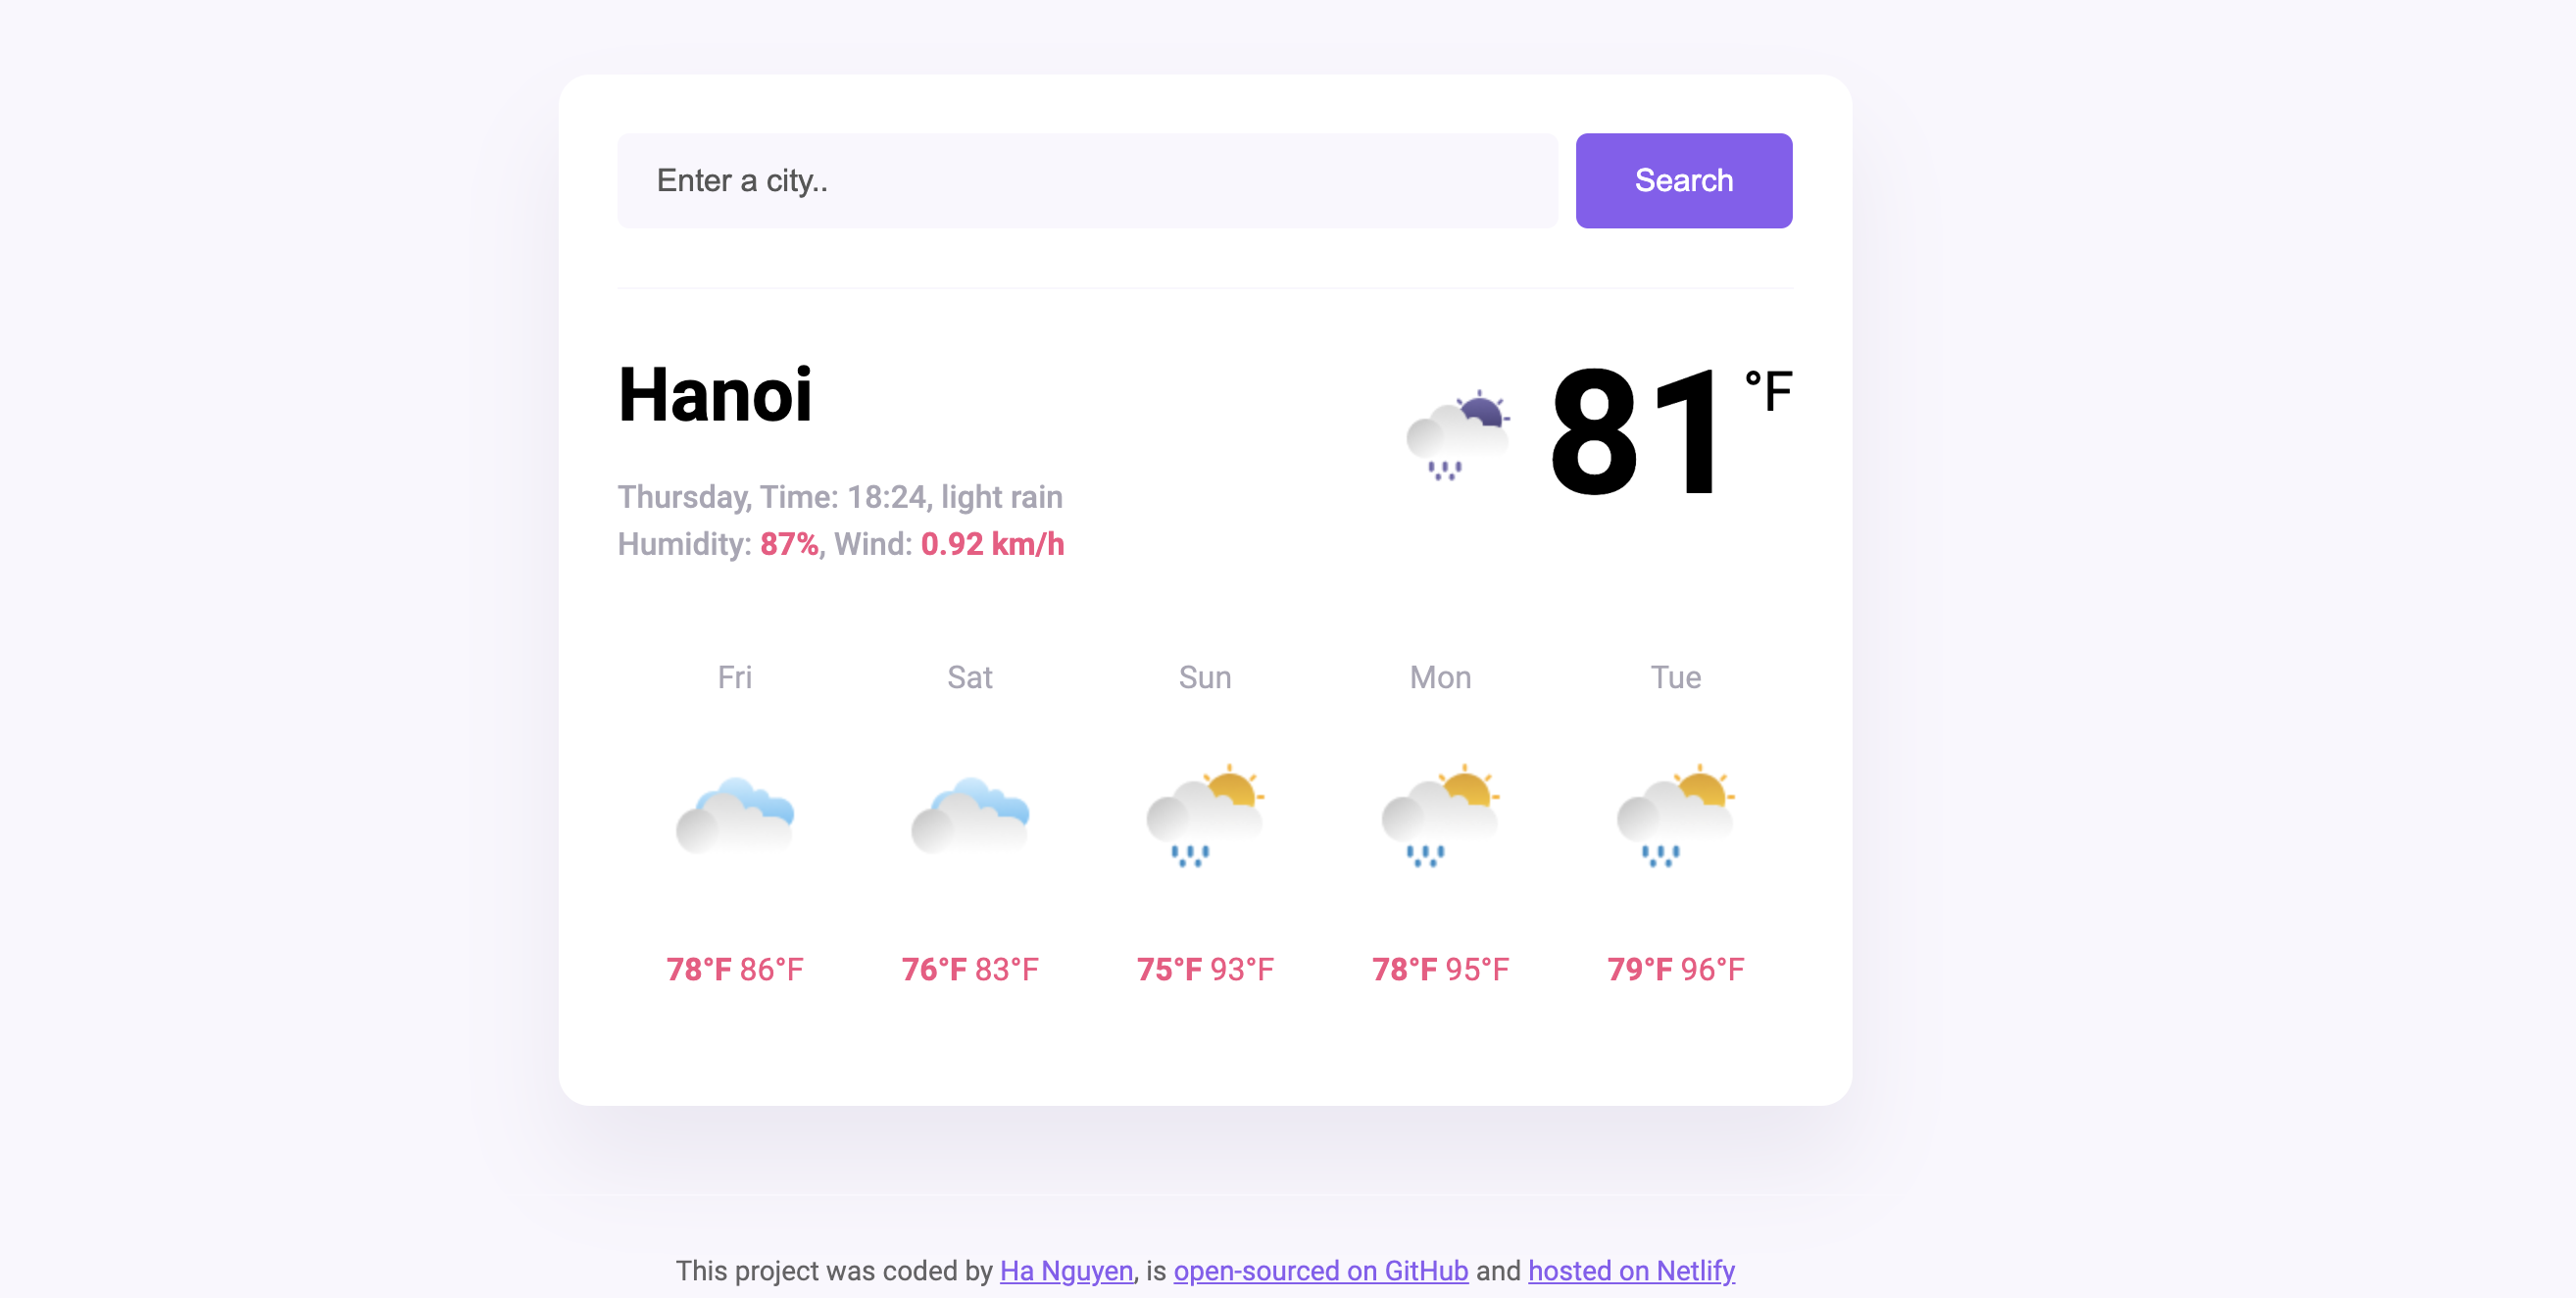 Enter a city..
Search
Hanoi
81 °F
Thursday, Time: 18:24, light rain
Humidity: 87%, Wind: 0.92 km/h
Fri Sat Sun Mon Tue
78°F 86°F 76°F 83°F 75°F 93°F 78°F 95°F 79°F 96°F
This project was coded by Ha Nguyen, is open-sourced on GitHub and hosted on Netlify